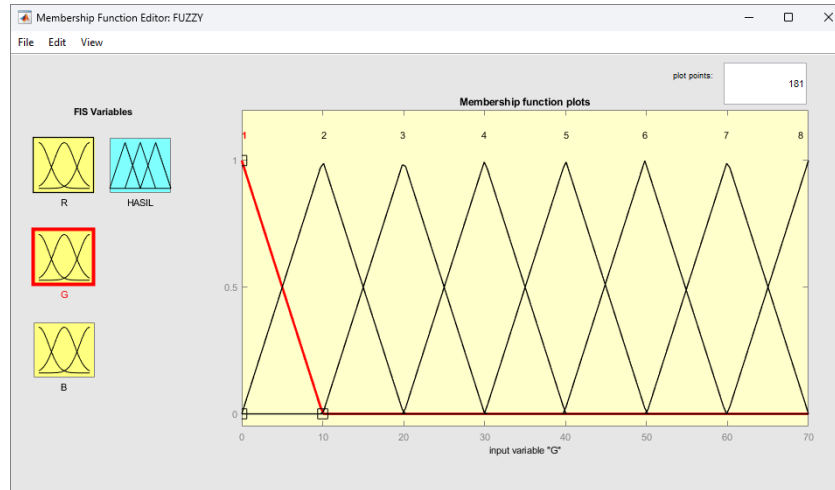 Membership Function Editor: FUZZY
File Edit View
plot points: 181
FIS Variables
Membership function plots
R HASIL
G
B
1 2 3 4 5 6 7 8
1
0.5
0
0 10 20 30 40 50 60 70
input variable "G"